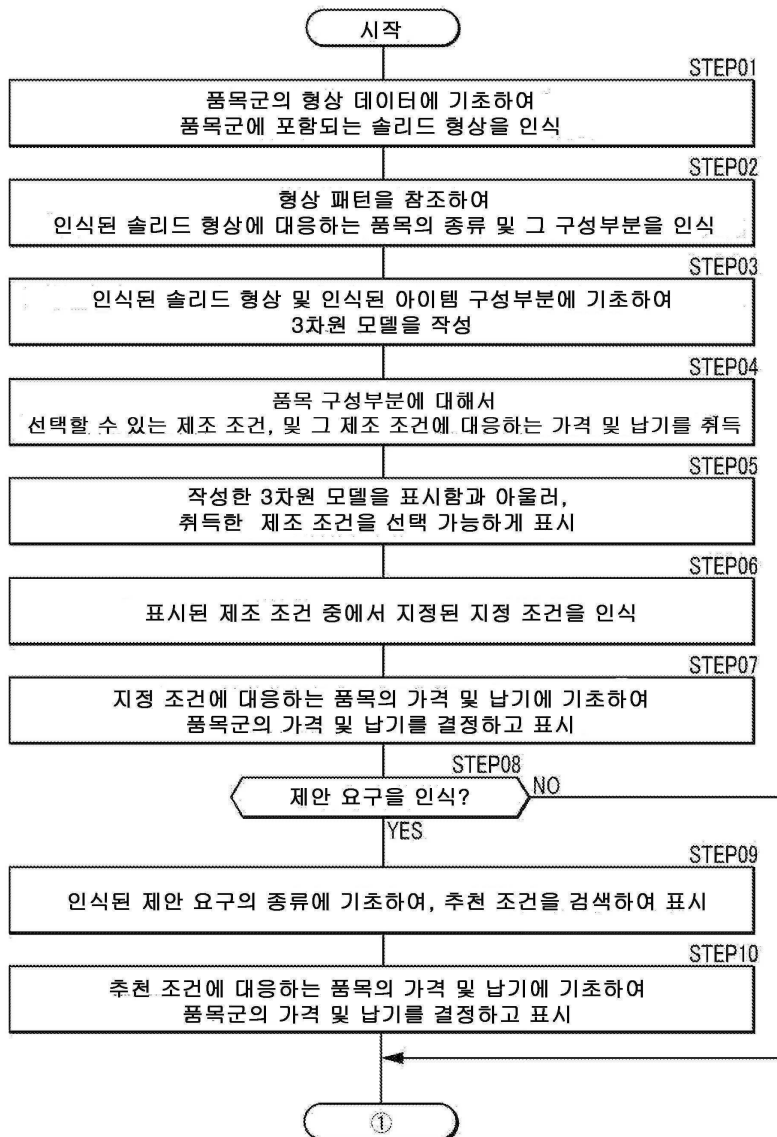 시작
STEP01
품목군의 형상 데이터에 기초하여
품목군에 포함되는 솔리드 형상을 인식
STEP02
형상 패턴을 참조하여
인식된 솔리드 형상에 대응하는 품목의 종류 및 그 구성부분을 인식
STEP03
인식된 솔리드 형상 및 인식된 아이템 구성부분에 기초하여
3차원 모델을 작성
STEP04
품목 구성부분에 대해서
선택할 수 있는 제조 조건, 및 그 제조 조건에 대응하는 가격 및 납기를 취득
STEP05
작성한 3차원 모델을 표시함과 아울러,
취득한 제조 조건을 선택 가능하게 표시
STEP06
표시된 제조 조건 중에서 지정된 지정 조건을 인식
STEP07
지정 조건에 대응하는 품목의 가격 및 납기에 기초하여
품목군의 가격 및 납기를 결정하고 표시
STEP08
제안 요구을 인식?
NO
YES
STEP09
인식된 제안 요구의 종류에 기초하여, 추천 조건을 검색하여 표시
STEP10
추천 조건에 대응하는 품목의 가격 및 납기에 기초하여
품목군의 가격 및 납기를 결정하고 표시
①